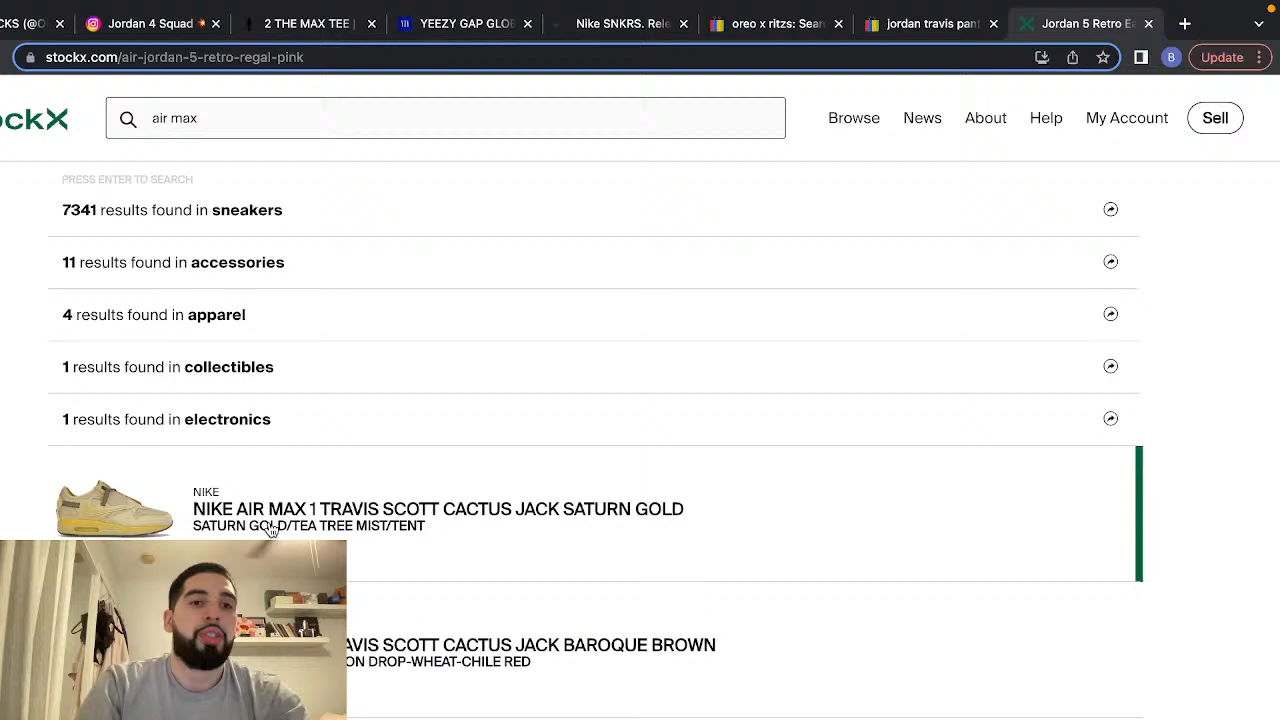 CKS (@O
Jordan 4 Squad
2 THE MAX TEE |
YEEZY GAP GLOB
Nike SNKRS. Rele
oreo x ritzs: Sear
jordan travis pant
Jordan 5 Retro Ea
stockx.com/air-jordan-5-retro-regal-pink
B
Update
ockX
air max
Browse
News
About
Help
My Account
Sell
PRESS ENTER TO SEARCH
7341 results found in sneakers
11 results found in accessories
4 results found in apparel
1 results found in collectibles
1 results found in electronics
NIKE
NIKE AIR MAX 1 TRAVIS SCOTT CACTUS JACK SATURN GOLD
SATURN GOLD/TEA TREE MIST/TENT
AVIS SCOTT CACTUS JACK BAROQUE BROWN
ON DROP-WHEAT-CHILE RED